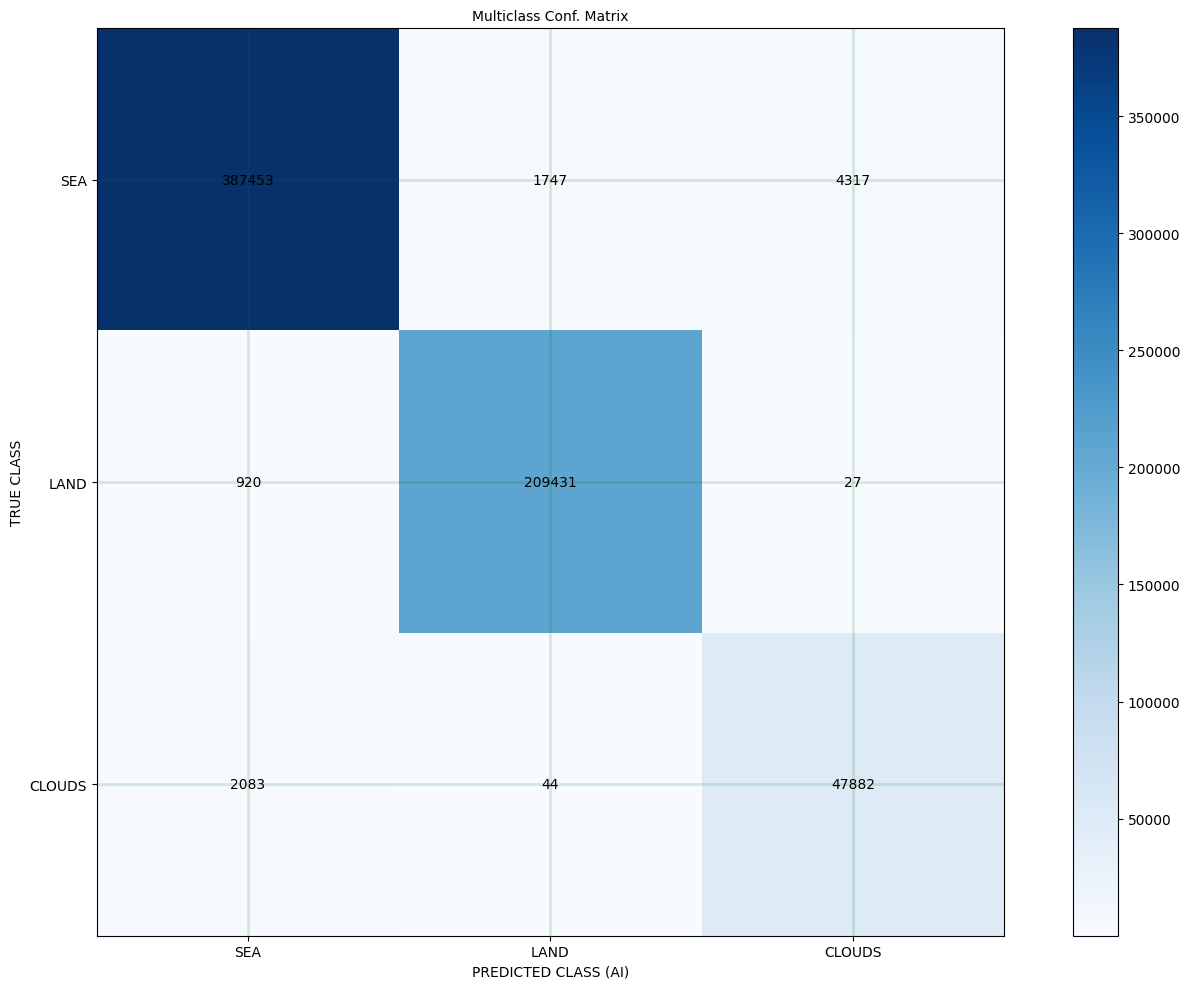 Multiclass Conf. Matrix
TRUE CLASS
SEA
387453 1747 4317
LAND
920 209431 27
CLOUDS
2083 44 47882
SEA LAND CLOUDS
PREDICTED CLASS (AI)
350000
300000
250000
200000
150000
100000
50000